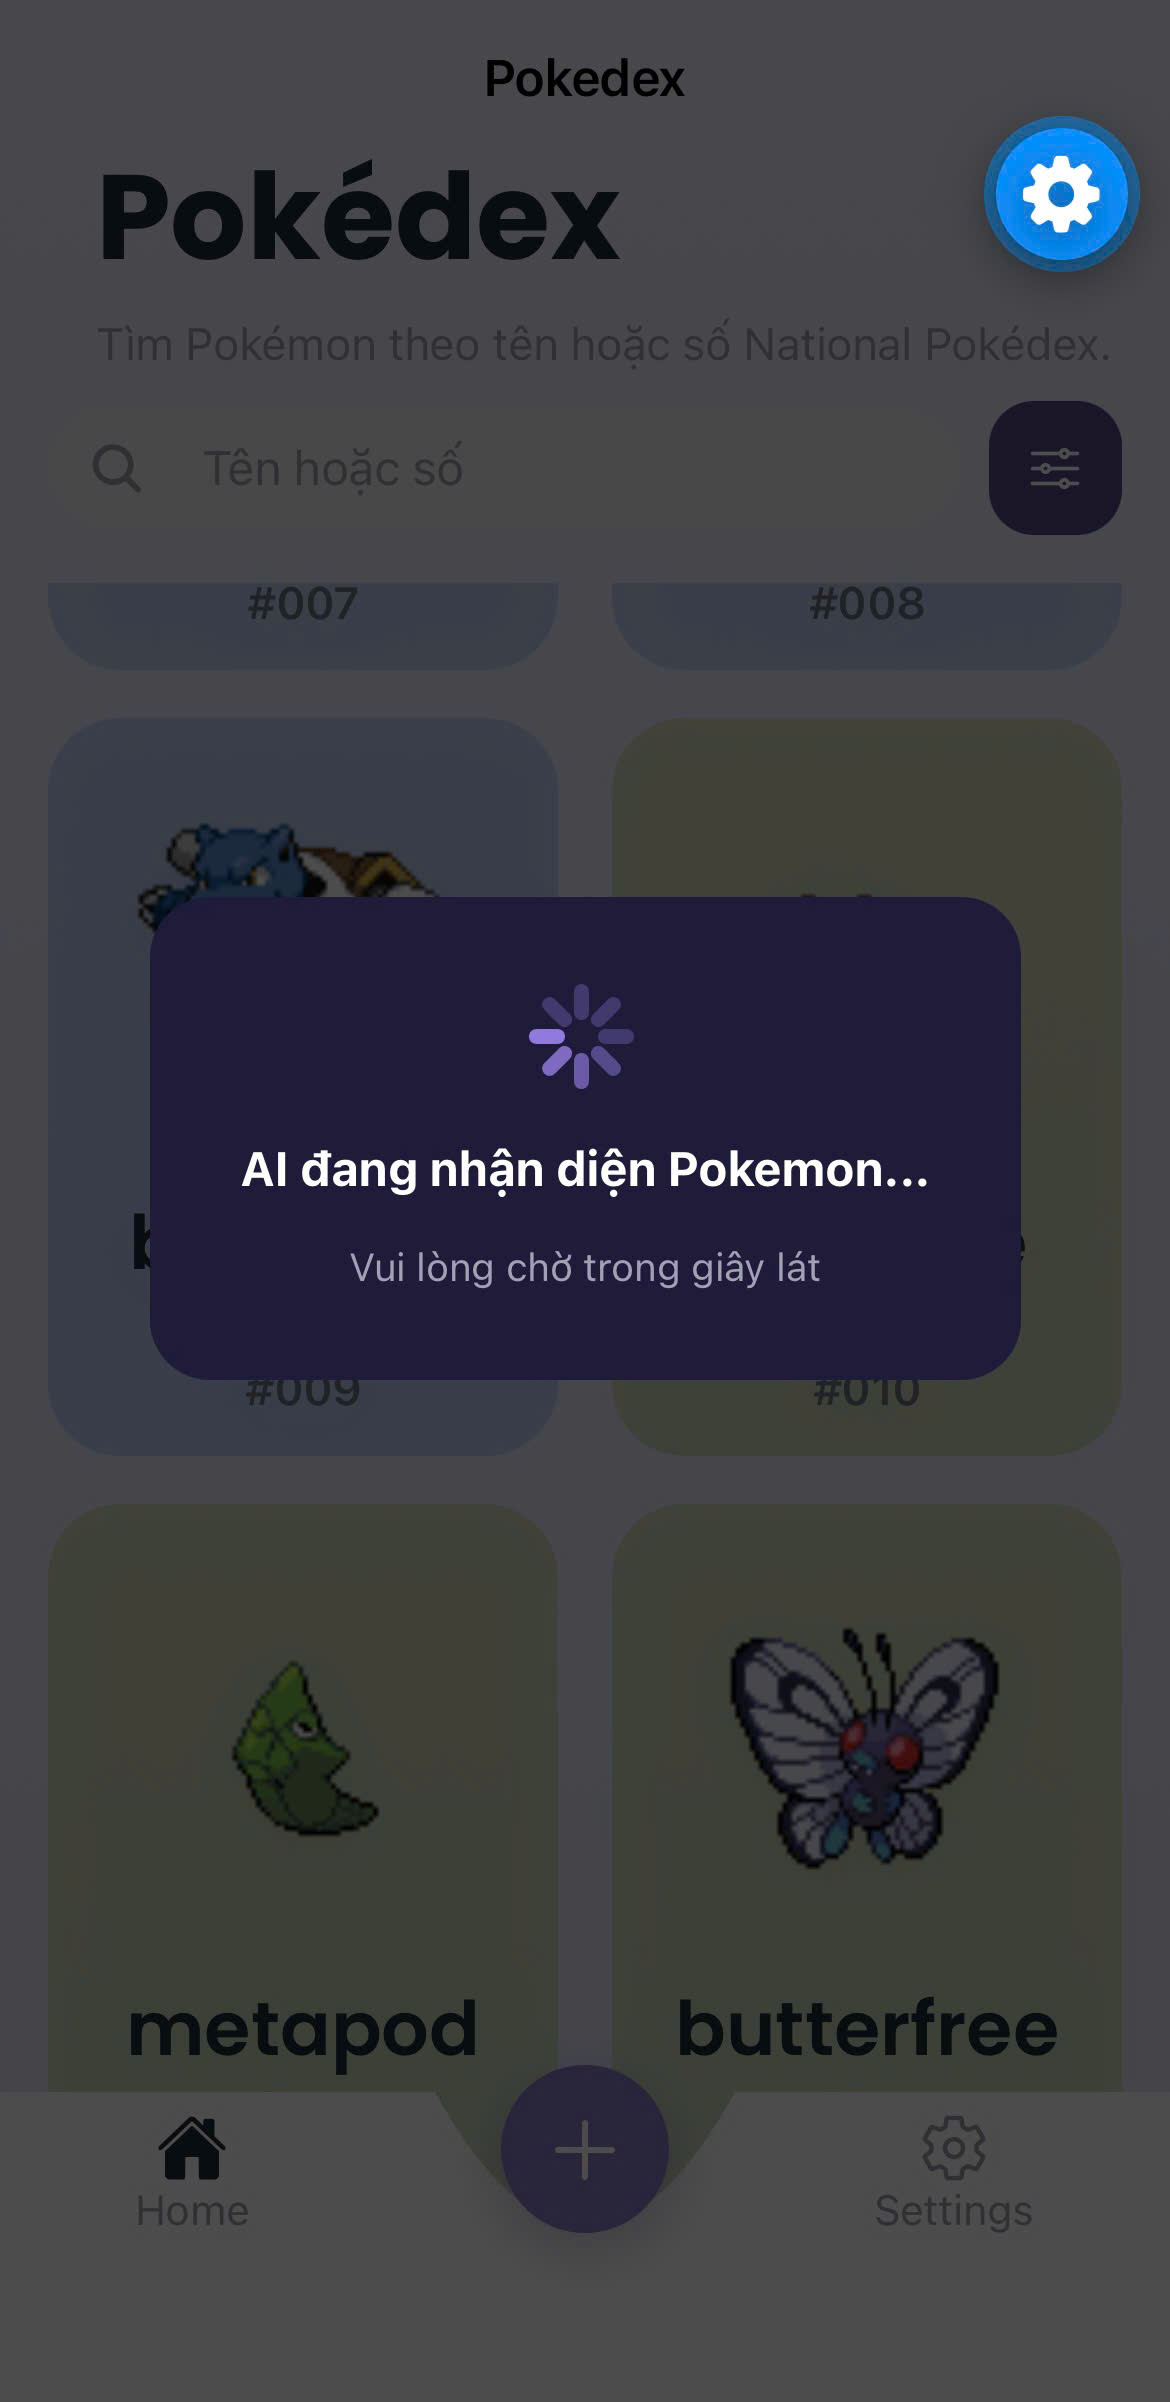 Pokedex
Pokédex
Tìm Pokémon theo tên hoặc số National Pokédex.
Tên hoặc số
#007
#008
AI đang nhận diện Pokemon...
Vui lòng chờ trong giây lát
#009
#010
metapod
butterfree
Home
Settings